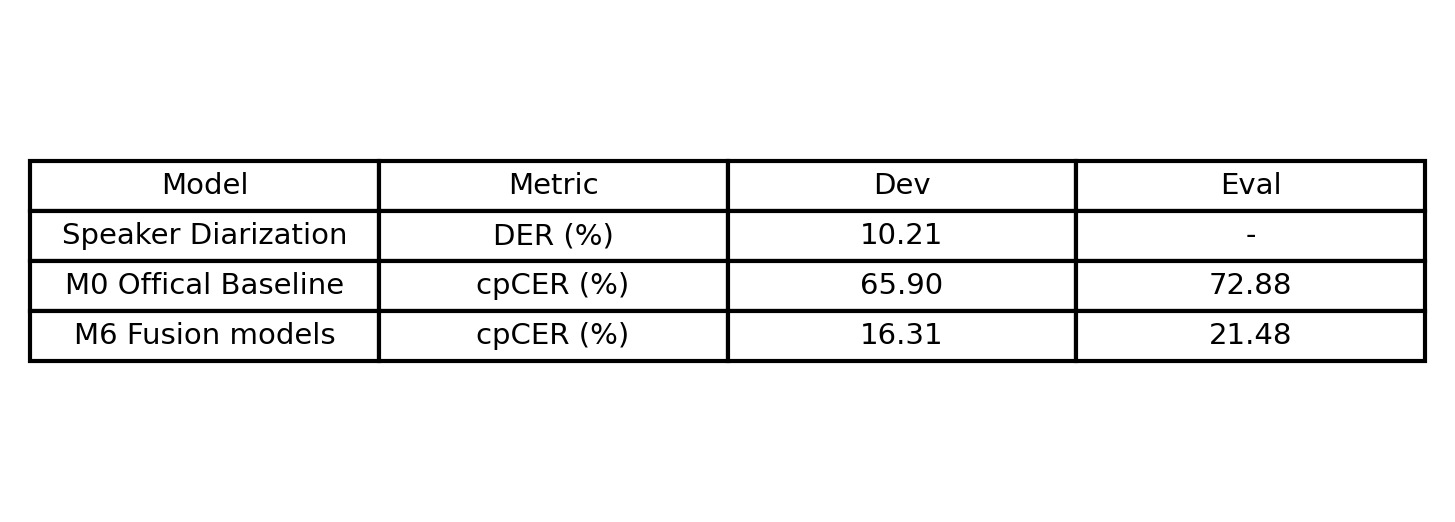 Model Metric Dev Eval
Speaker Diarization DER (%) 10.21 -
M0 Offical Baseline cpCER (%) 65.90 72.88
M6 Fusion models cpCER (%) 16.31 21.48